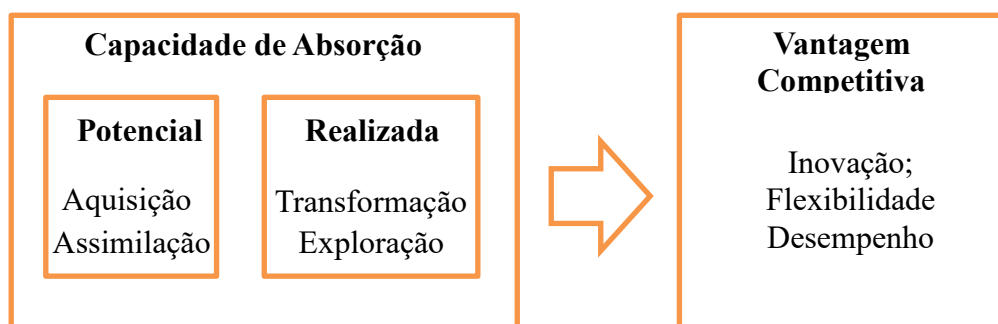 Capacidade de Absorção
Potencial
Aquisição
Assimilação
Realizada
Transformação
Exploração
Vantagem
Competitiva
Inovação;
Flexibilidade
Desempenho